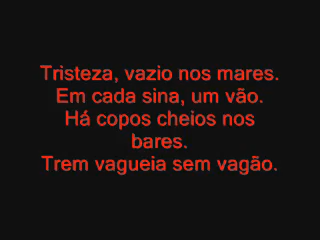 Tristeza, vazio nos mares.
Em cada sina, um vão.
Há copos cheios nos
bares.
Trem vagueia sem vagão.